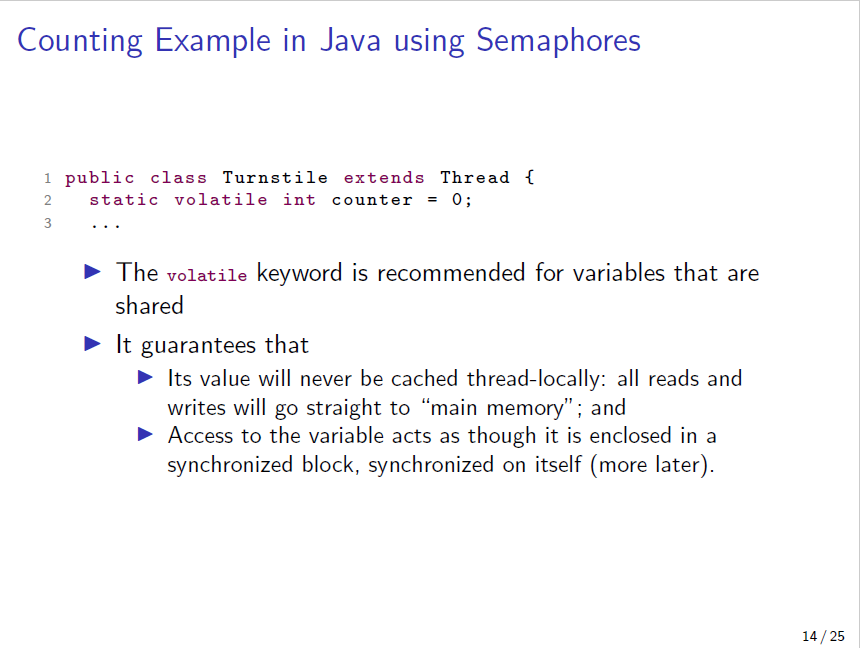 Counting Example in Java using Semaphores
1 public class Turnstile extends Thread {
2 static volatile int counter = 0;
3 ...
▶ The volatile keyword is recommended for variables that are
shared
▶ It guarantees that
▶ Its value will never be cached thread-locally: all reads and
writes will go straight to “main memory”; and
▶ Access to the variable acts as though it is enclosed in a
synchronized block, synchronized on itself (more later).
14 / 25